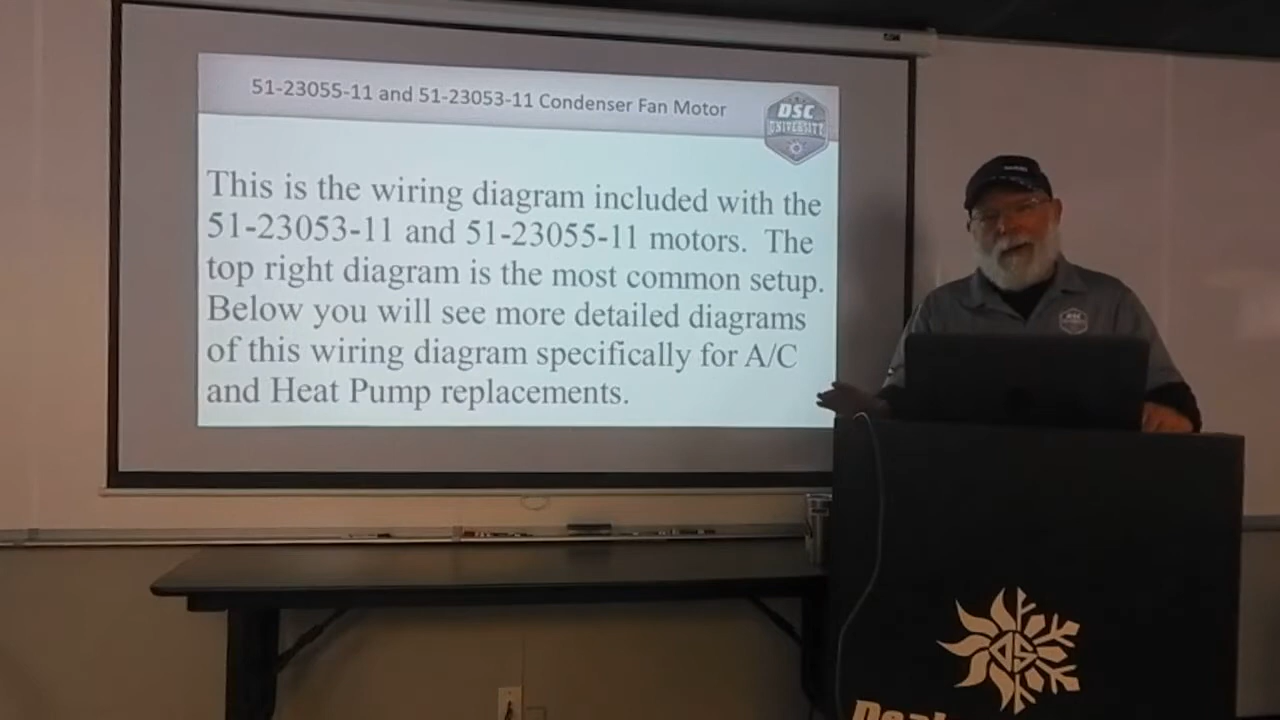 51-23055-11 and 51-23053-11 Condenser Fan Motor
DSC
UNIVERSITY
This is the wiring diagram included with the
51-23053-11 and 51-23055-11 motors. The
top right diagram is the most common setup.
Below you will see more detailed diagrams
of this wiring diagram specifically for A/C
and Heat Pump replacements.
DSC
DS